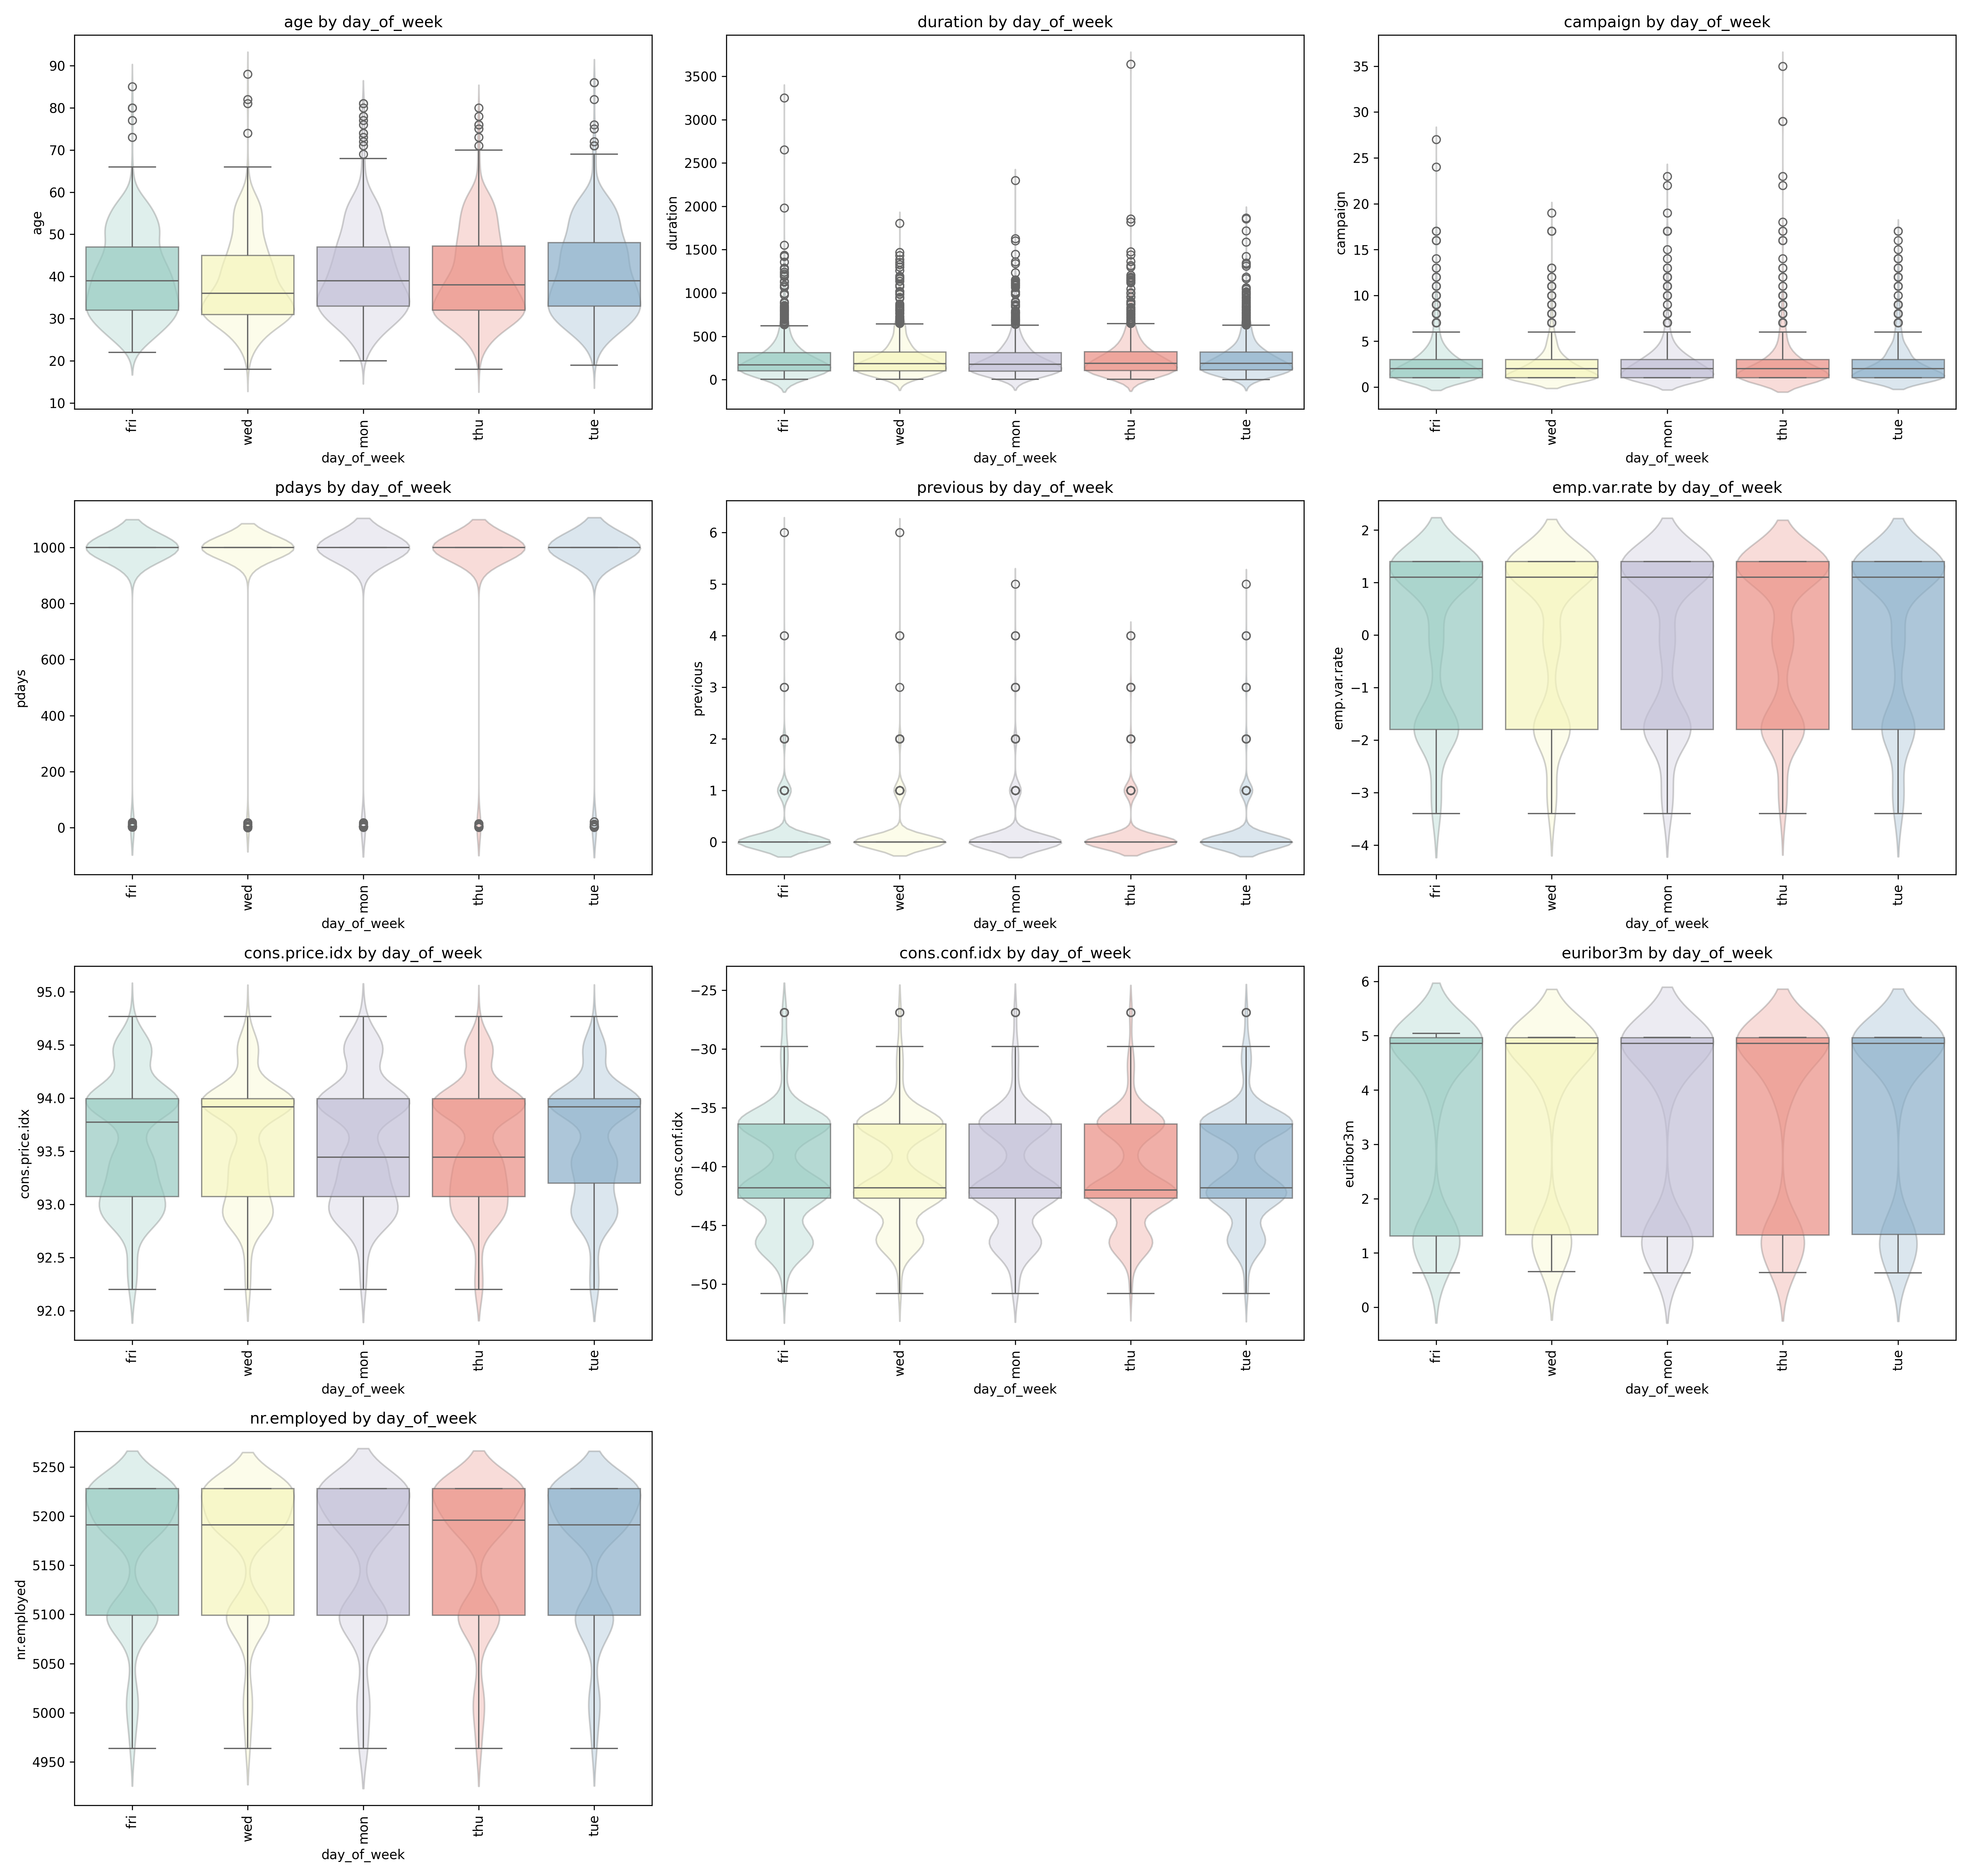 age by day_of_week
age
90
80
70
60
50
40
30
20
10
fri
wed
mon
thu
tue
day_of_week
duration by day_of_week
duration
3500
3000
2500
2000
1500
1000
500
0
fri
wed
mon
thu
tue
day_of_week
campaign by day_of_week
campaign
35
30
25
20
15
10
5
0
fri
wed
mon
thu
tue
day_of_week
pdays by day_of_week
pdays
1000
800
600
400
200
0
fri
wed
mon
thu
tue
day_of_week
previous by day_of_week
previous
6
5
4
3
2
1
0
fri
wed
mon
thu
tue
day_of_week
emp.var.rate by day_of_week
emp.var.rate
2
1
0
−1
−2
−3
−4
fri
wed
mon
thu
tue
day_of_week
cons.price.idx by day_of_week
cons.price.idx
95.0
94.5
94.0
93.5
93.0
92.5
92.0
fri
wed
mon
thu
tue
day_of_week
cons.conf.idx by day_of_week
cons.conf.idx
−25
−30
−35
−40
−45
−50
fri
wed
mon
thu
tue
day_of_week
euribor3m by day_of_week
euribor3m
6
5
4
3
2
1
0
fri
wed
mon
thu
tue
day_of_week
nr.employed by day_of_week
nr.employed
5250
5200
5150
5100
5050
5000
4950
fri
wed
mon
thu
tue
day_of_week